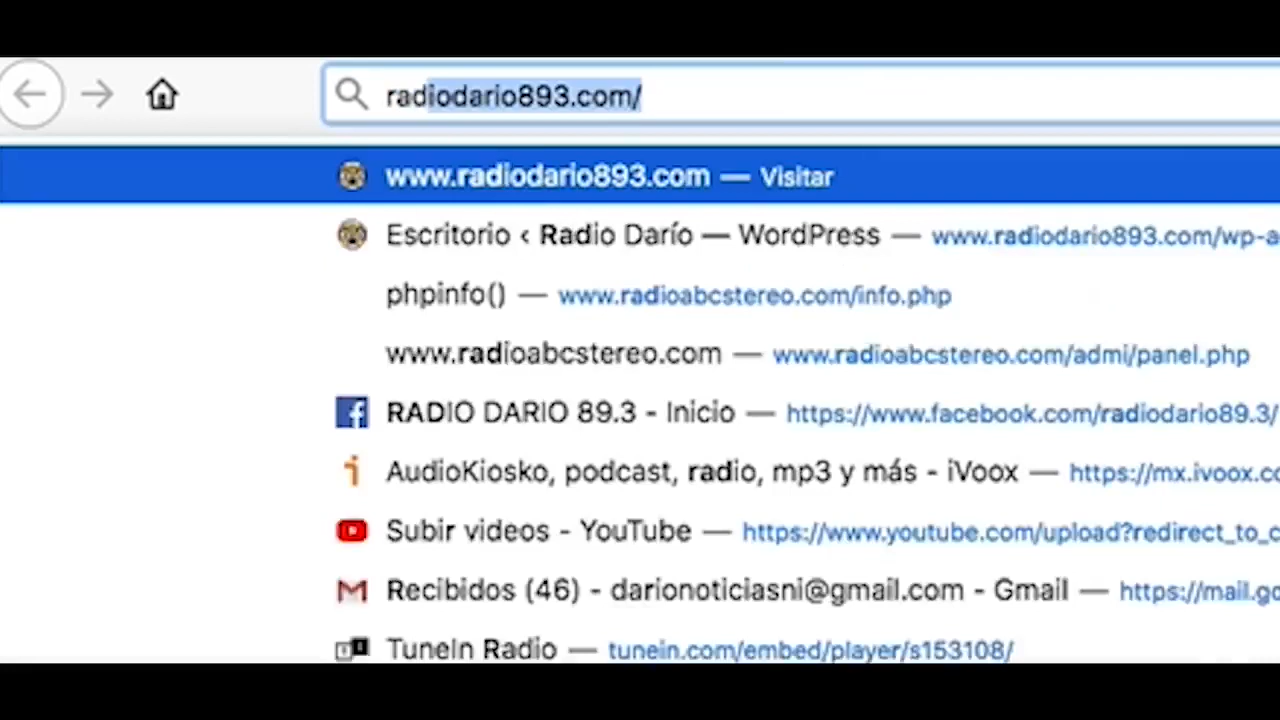 radiodario893.com/
www.radiodario893.com — Visitar
Escritorio ‹ Radio Darío — WordPress — www.radiodario893.com/wp-a
phpinfo() — www.radioabcstereo.com/info.php
www.radioabcstereo.com — www.radioabcstereo.com/admi/panel.php
RADIO DARIO 89.3 - Inicio — https://www.facebook.com/radiodario89.3/
AudioKiosko, podcast, radio, mp3 y más - iVoox — https://mx.ivoox.co
Subir videos - YouTube — https://www.youtube.com/upload?redirect_to_c
Recibidos (46) - darionoticiasni@gmail.com - Gmail — https://mail.go
TuneIn Radio — tunein.com/embed/player/s153108/